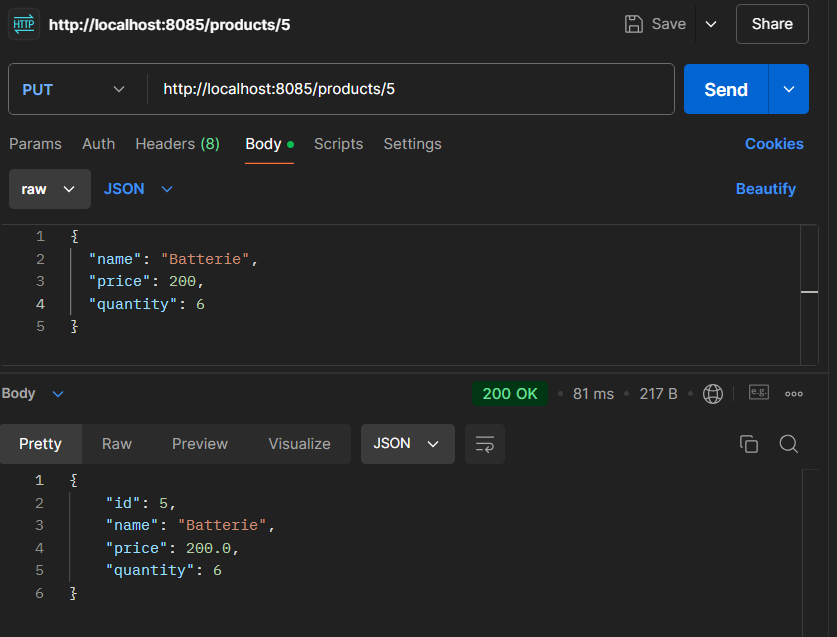 HTTP http://localhost:8085/products/5 Save Share
PUT http://localhost:8085/products/5 Send
Params Auth Headers (8) Body Scripts Settings Cookies
raw JSON Beautify
1 {
2 "name": "Batterie",
3 "price": 200,
4 "quantity": 6
5 }
Body 200 OK 81 ms 217 B e.g.
Pretty Raw Preview Visualize JSON
1 {
2 "id": 5,
3 "name": "Batterie",
4 "price": 200.0,
5 "quantity": 6
6 }